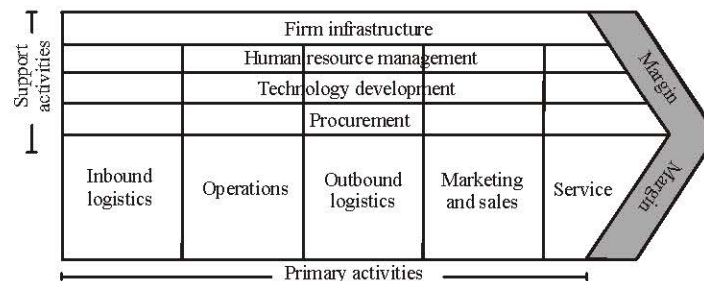 Support
activities
Firm infrastructure
Human resource management
Technology development
Procurement
Inbound
logistics
Operations
Outbound
logistics
Marketing
and sales
Service
Margin
Margin
Primary activities